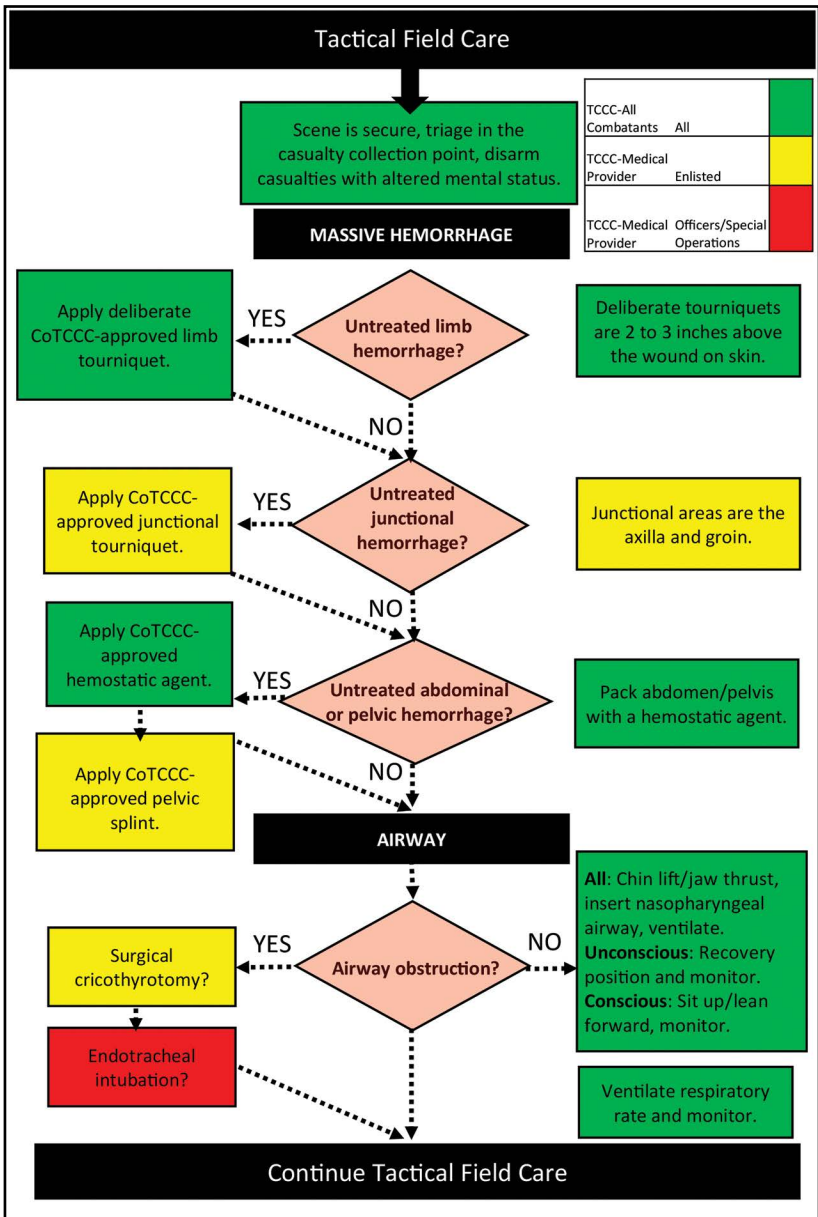 Tactical Field Care
Scene is secure, triage in the
casualty collection point, disarm
casualties with altered mental status.
TCCC-All
Combatants All
TCCC-Medical
Provider Enlisted
TCCC-Medical Officers/Special
Provider Operations
MASSIVE HEMORRHAGE
Apply deliberate
CoTCCC-approved limb
tourniquet.
YES
Untreated limb
hemorrhage?
Deliberate tourniquets
are 2 to 3 inches above
the wound on skin.
NO
Apply CoTCCC-
approved junctional
tourniquet.
YES
Untreated
junctional
hemorrhage?
Junctional areas are the
axilla and groin.
NO
Apply CoTCCC-
approved
hemostatic agent.
YES
Untreated abdominal
or pelvic hemorrhage?
Pack abdomen/pelvis
with a hemostatic agent.
Apply CoTCCC-
approved pelvic
splint.
NO
AIRWAY
Surgical
cricothyrotomy?
YES
Airway obstruction?
NO
All: Chin lift/jaw thrust,
insert nasopharyngeal
airway, ventilate.
Unconscious: Recovery
position and monitor.
Conscious: Sit up/lean
forward, monitor.
Endotracheal
intubation?
Ventilate respiratory
rate and monitor.
Continue Tactical Field Care